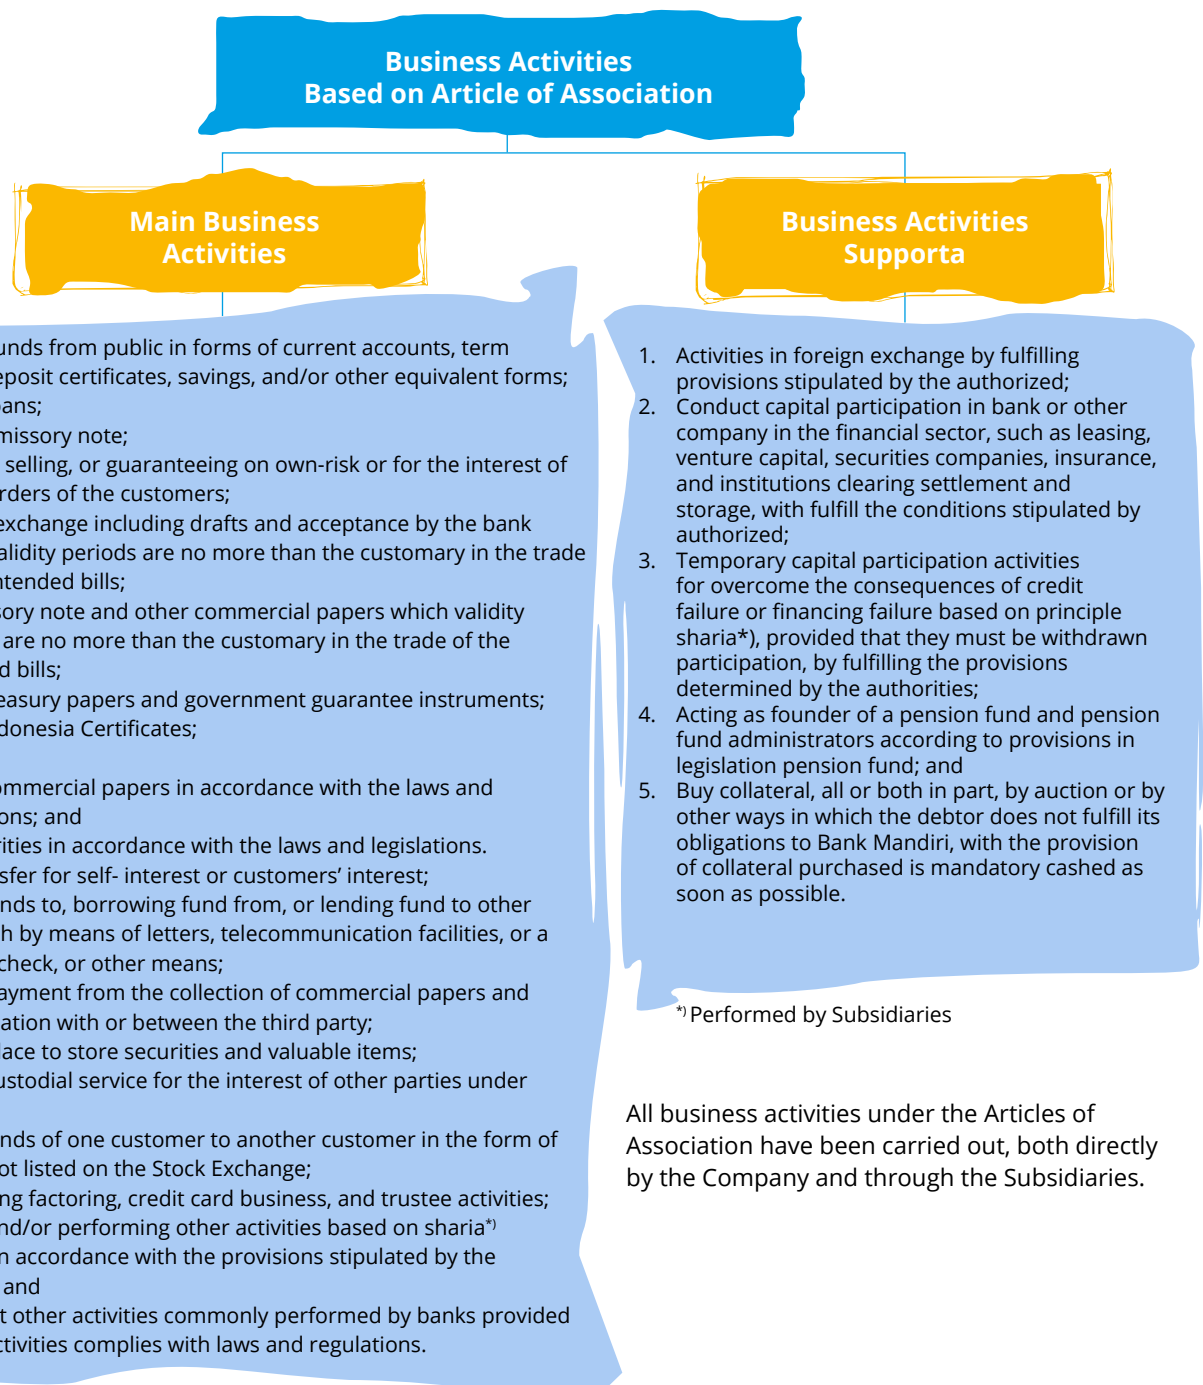 Business Activities
Based on Article of Association
Main Business
Activities
unds from public in forms of current accounts, term
eposit certificates, savings, and/or other equivalent forms;
oans;
missory note;
selling, or guaranteeing on own-risk or for the interest of
rders of the customers;
exchange including drafts and acceptance by the bank
alidity periods are no more than the customary in the trade
ntended bills;
sory note and other commercial papers which validity
are no more than the customary in the trade of the
d bills;
easury papers and government guarantee instruments;
donesia Certificates;
ommercial papers in accordance with the laws and
ons; and
rities in accordance with the laws and legislations.
sfer for self- interest or customers’ interest;
nds to, borrowing fund from, or lending fund to other
h by means of letters, telecommunication facilities, or a
check, or other means;
ayment from the collection of commercial papers and
ation with or between the third party;
lace to store securities and valuable items;
ustodial service for the interest of other parties under
nds of one customer to another customer in the form of
ot listed on the Stock Exchange;
ng factoring, credit card business, and trustee activities;
nd/or performing other activities based on sharia*)
n accordance with the provisions stipulated by the
and
t other activities commonly performed by banks provided
ctivities complies with laws and regulations.
Business Activities
Supporta
1. Activities in foreign exchange by fulfilling
provisions stipulated by the authorized;
2. Conduct capital participation in bank or other
company in the financial sector, such as leasing,
venture capital, securities companies, insurance,
and institutions clearing settlement and
storage, with fulfill the conditions stipulated by
authorized;
3. Temporary capital participation activities
for overcome the consequences of credit
failure or financing failure based on principle
sharia*), provided that they must be withdrawn
participation, by fulfilling the provisions
determined by the authorities;
4. Acting as founder of a pension fund and pension
fund administrators according to provisions in
legislation pension fund; and
5. Buy collateral, all or both in part, by auction or by
other ways in which the debtor does not fulfill its
obligations to Bank Mandiri, with the provision
of collateral purchased is mandatory cashed as
soon as possible.
*) Performed by Subsidiaries
All business activities under the Articles of
Association have been carried out, both directly
by the Company and through the Subsidiaries.